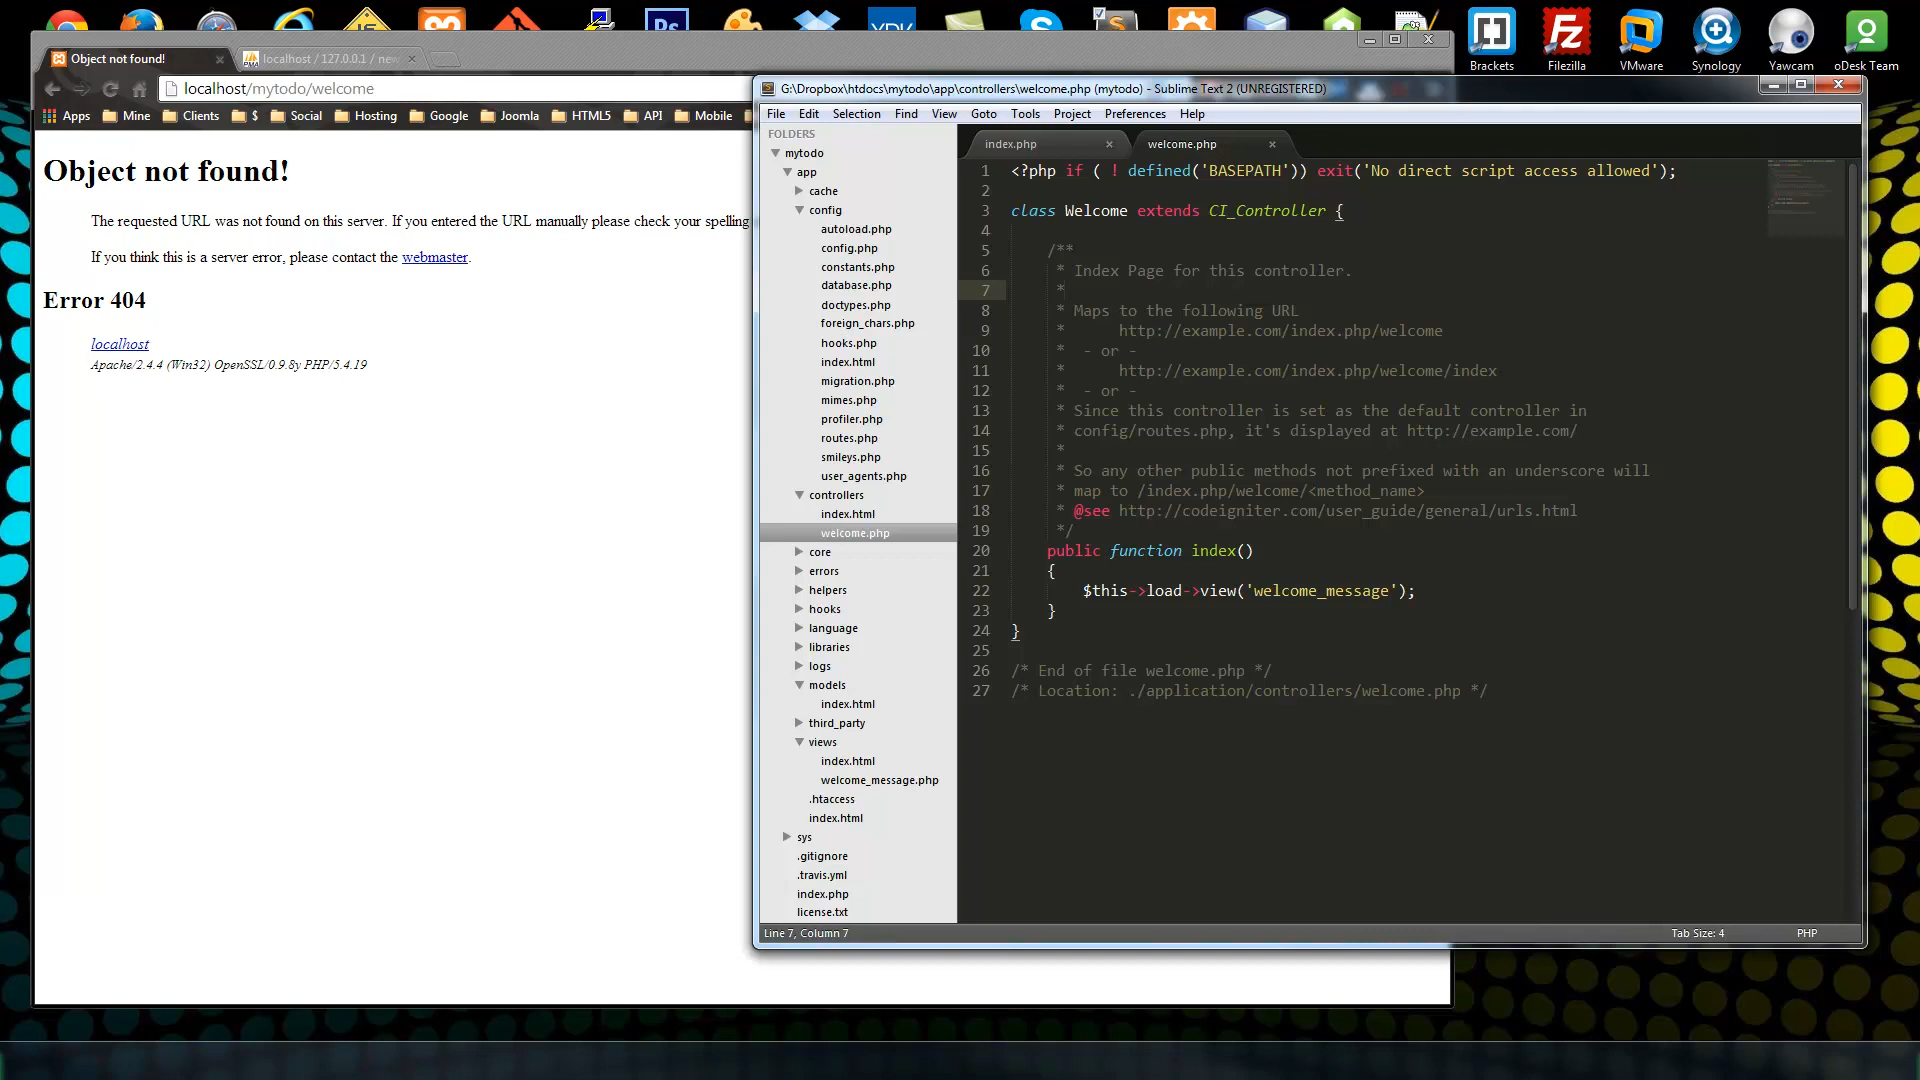 Brackets
Filezilla
VMware
Synology
Yawcam
oDesk Team
Object not found!
localhost / 127.0.0.1 / new
localhost/mytodo/welcome
Apps
Mine
Clients
$
Social
Hosting
Google
Joomla
HTML5
API
Mobile
Object not found!
The requested URL was not found on this server. If you entered the URL manually please check your spelling
If you think this is a server error, please contact the webmaster.
Error 404
localhost
Apache/2.4.4 (Win32) OpenSSL/0.9.8y PHP/5.4.19
G:\Dropbox\htdocs\mytodo\app\controllers\welcome.php (mytodo) - Sublime Text 2 (UNREGISTERED)
File Edit Selection Find View Goto Tools Project Preferences Help
FOLDERS
mytodo
app
cache
config
autoload.php
config.php
constants.php
database.php
doctypes.php
foreign_chars.php
hooks.php
index.html
migration.php
mimes.php
profiler.php
routes.php
smileys.php
user_agents.php
controllers
index.html
welcome.php
core
errors
helpers
hooks
language
libraries
logs
models
index.html
third_party
views
index.html
welcome_message.php
.htaccess
index.html
sys
.gitignore
.travis.yml
index.php
license.txt
index.php
welcome.php
1 <?php if ( ! defined('BASEPATH')) exit('No direct script access allowed');
2
3 class Welcome extends CI_Controller {
4
5 /**
6 * Index Page for this controller.
7 *
8 * Maps to the following URL
9 * http://example.com/index.php/welcome
10 * - or -
11 * http://example.com/index.php/welcome/index
12 * - or -
13 * Since this controller is set as the default controller in
14 * config/routes.php, it's displayed at http://example.com/
15 *
16 * So any other public methods not prefixed with an underscore will
17 * map to /index.php/welcome/<method_name>
18 * @see http://codeigniter.com/user_guide/general/urls.html
19 */
20 public function index()
21 {
22 $this->load->view('welcome_message');
23 }
24 }
25
26 /* End of file welcome.php */
27 /* Location: ./application/controllers/welcome.php */
Line 7, Column 7
Tab Size: 4
PHP